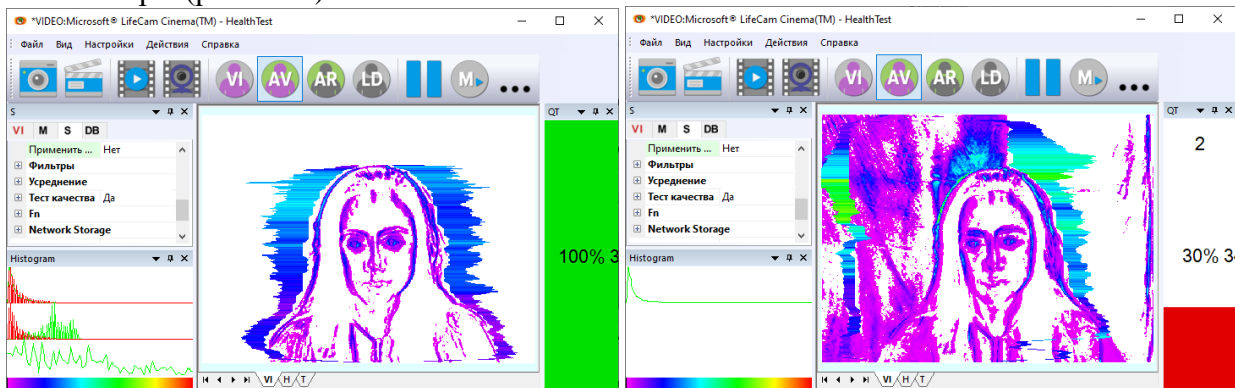 *VIDEO:Microsoft® LifeCam Cinema(TM) - HealthTest
Файл Вид Настройки Действия Справка
VI AV AR LD M
S
VI M S DB
Применить ... Нет
Фильтры
Усреднение
Тест качества Да
Fn
Network Storage
Histogram
QT
100% 3
VI H T
*VIDEO:Microsoft® LifeCam Cinema(TM) - HealthTest
Файл Вид Настройки Действия Справка
VI AV AR LD M
S
VI M S DB
Применить ... Нет
Фильтры
Усреднение
Тест качества Да
Fn
Network Storage
Histogram
QT
2
30% 3
VI H T